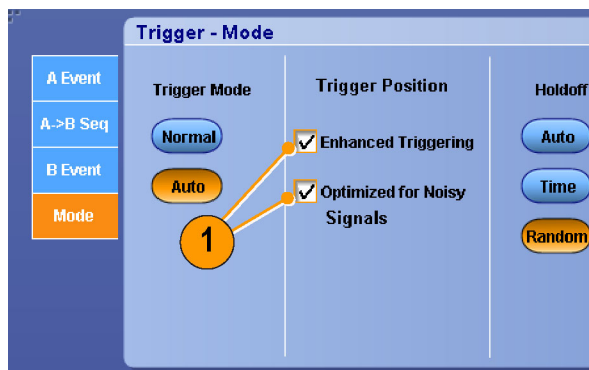 Trigger - Mode
A Event
A->B Seq
B Event
Mode
Trigger Mode
Normal
Auto
1
Trigger Position
Enhanced Triggering
Optimized for Noisy
Signals
Holdoff
Auto
Time
Random